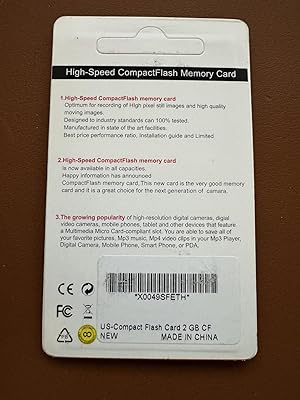 High-Speed CompactFlash Memory Card
1.High-Speed CompactFlash memory card
Optimum for recording of High pixel still images and high quality
moving images.
Designed to industry standards can 100% tested.
Manufactured in state of the art facilities.
Best price performance ratio, Installation guide and Limited
2.High-Speed CompactFlash memory card
is now available in all capacities.
Happy information has announced
CompactFlash memory card,This new card is the very good memory
card and it is a great choice for the next generation of camara.
3.The growing popularity of high-resolution digital cameras, digial
video cameras, mobile phones, tablet and other devices that feature
a Multimedia Micro Card-compliant slot. You are able to save all of
your favorite pictures, Mp3 music, Mp4 video clips in your Mp3 Player,
Digital Camera, Mobile Phone, Smart Phone, or PDA,
CE FC
*X0049SFETH*
US-Compact Flash Card 2 GB CF
NEW MADE IN CHINA